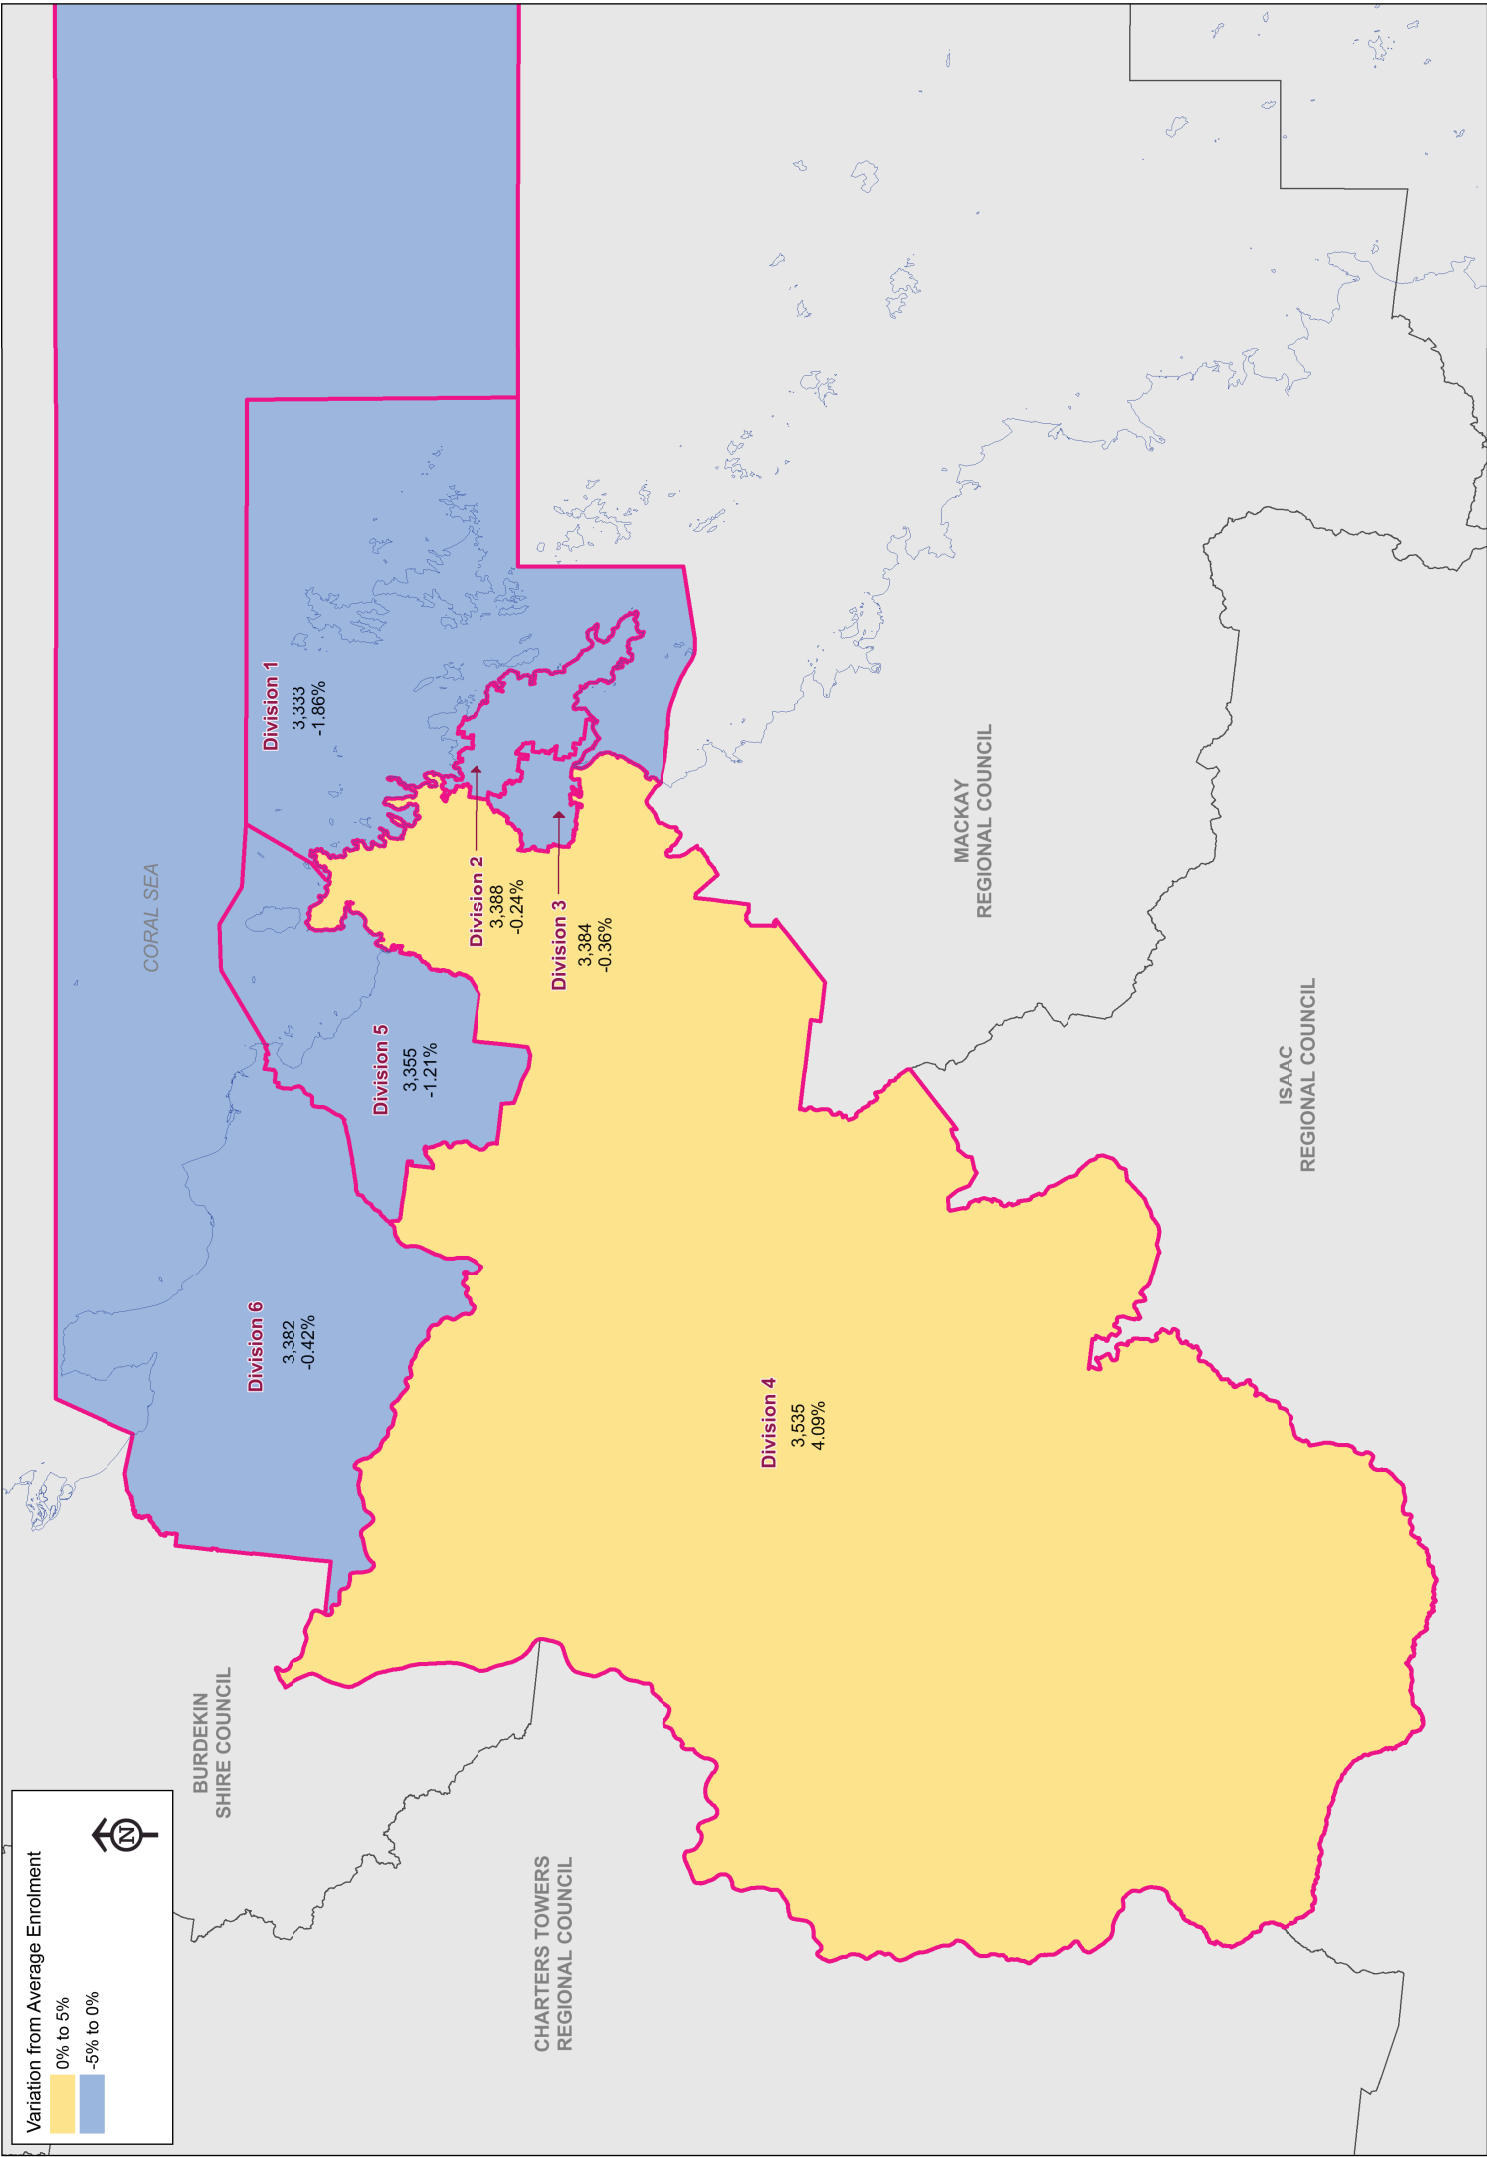 Variation from Average Enrolment
0% to 5%
-5% to 0%
N
BURDEKIN
SHIRE COUNCIL
CORAL SEA
Division 6
3,382
-0.42%
Division 1
3,333
-1.86%
Division 5
3,355
-1.21%
Division 2
3,388
-0.24%
Division 3
3,384
-0.36%
CHARTERS TOWERS
REGIONAL COUNCIL
Division 4
3,535
4.09%
MACKAY
REGIONAL COUNCIL
ISAAC
REGIONAL COUNCIL